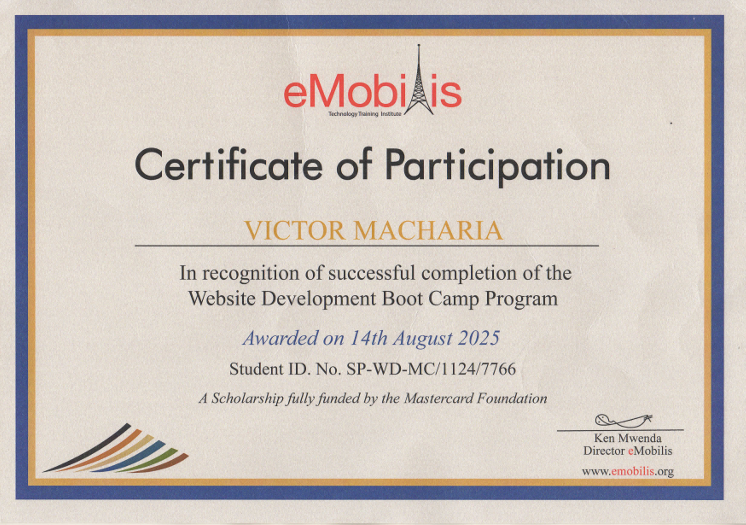 eMobilis
Technology Training Institute
Certificate of Participation
VICTOR MACHARIA
In recognition of successful completion of the
Website Development Boot Camp Program
Awarded on 14th August 2025
Student ID. No. SP-WD-MC/1124/7766
A Scholarship fully funded by the Mastercard Foundation
Ken Mwenda
Director eMobilis
www.emobilis.org